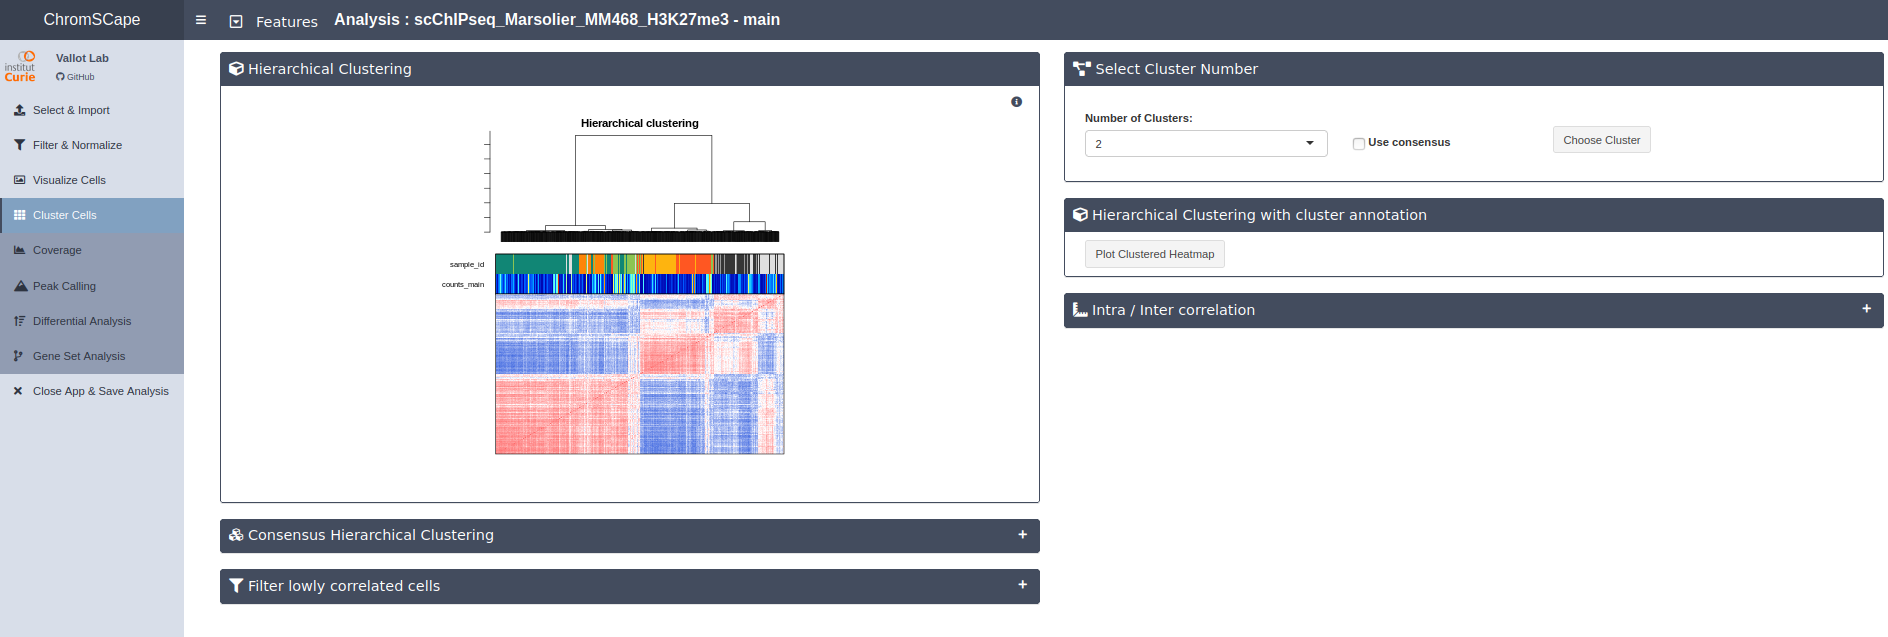 ChromSCape
Features
Analysis : scChIPseq_Marsolier_MM468_H3K27me3 - main
institut
Curie
Vallot Lab
GitHub
Select & Import
Filter & Normalize
Visualize Cells
Cluster Cells
Coverage
Peak Calling
Differential Analysis
Gene Set Analysis
Close App & Save Analysis
Hierarchical Clustering
Hierarchical clustering
sample_id
counts_main
Consensus Hierarchical Clustering
Filter lowly correlated cells
Select Cluster Number
Number of Clusters:
2
Use consensus
Choose Cluster
Hierarchical Clustering with cluster annotation
Plot Clustered Heatmap
Intra / Inter correlation